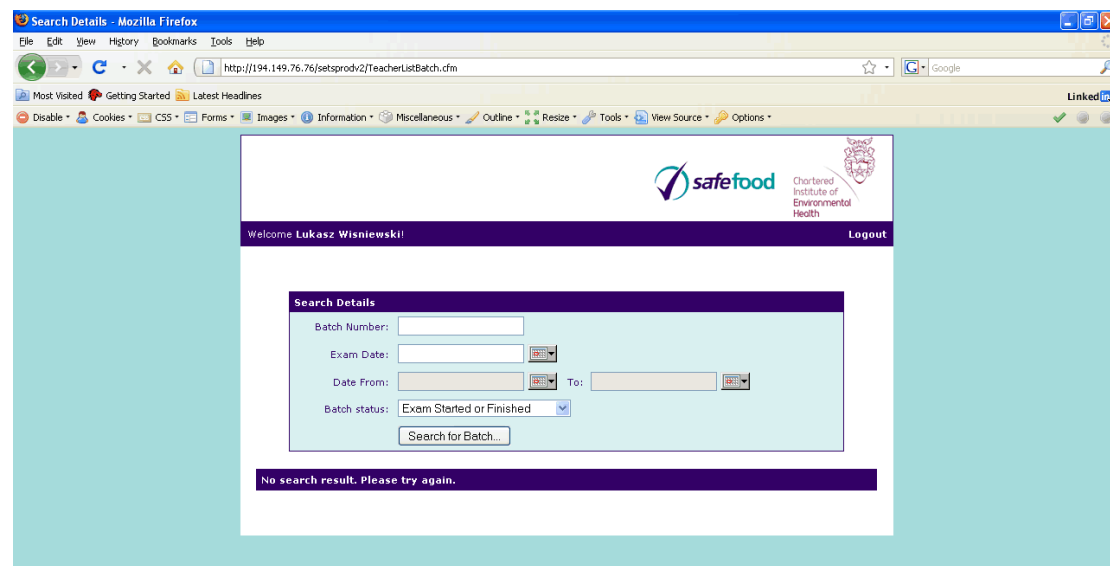 Search Details - Mozilla Firefox
File Edit View History Bookmarks Tools Help
http://194.149.76.76/setsprodv2/TeacherListBatch.cfm
G Google
Most Visited Getting Started Latest Headlines
Linked in
Disable Cookies CSS Forms Images Information Miscellaneous Outline Resize Tools View Source Options
safefood
Chartered
Institute of
Environmental
Health
Welcome Lukasz Wisniewski!
Logout
Search Details
Batch Number:
Exam Date:
Date From: To:
Batch status: Exam Started or Finished
Search for Batch...
No search result. Please try again.